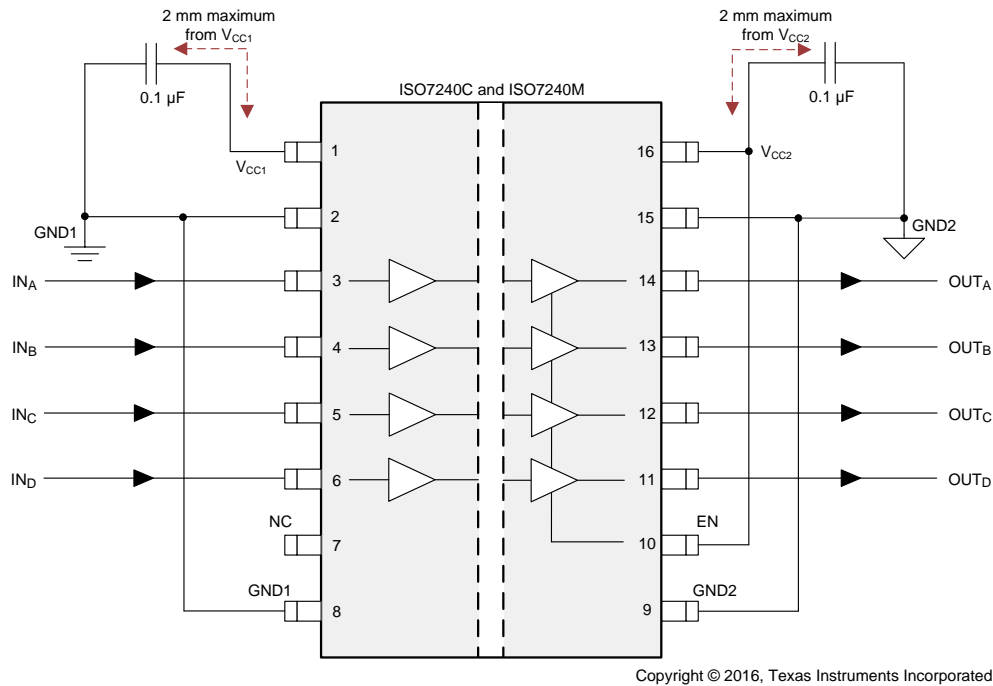 2 mm maximum
from VCC1
2 mm maximum
from VCC2
0.1 µF
0.1 µF
ISO7240C and ISO7240M
1
16
VCC1
VCC2
2
15
GND1
GND2
INA
3
14
OUTA
INB
4
13
OUTB
INC
5
12
OUTC
IND
6
11
OUTD
NC
EN
7
10
GND1
GND2
8
9
Copyright © 2016, Texas Instruments Incorporated